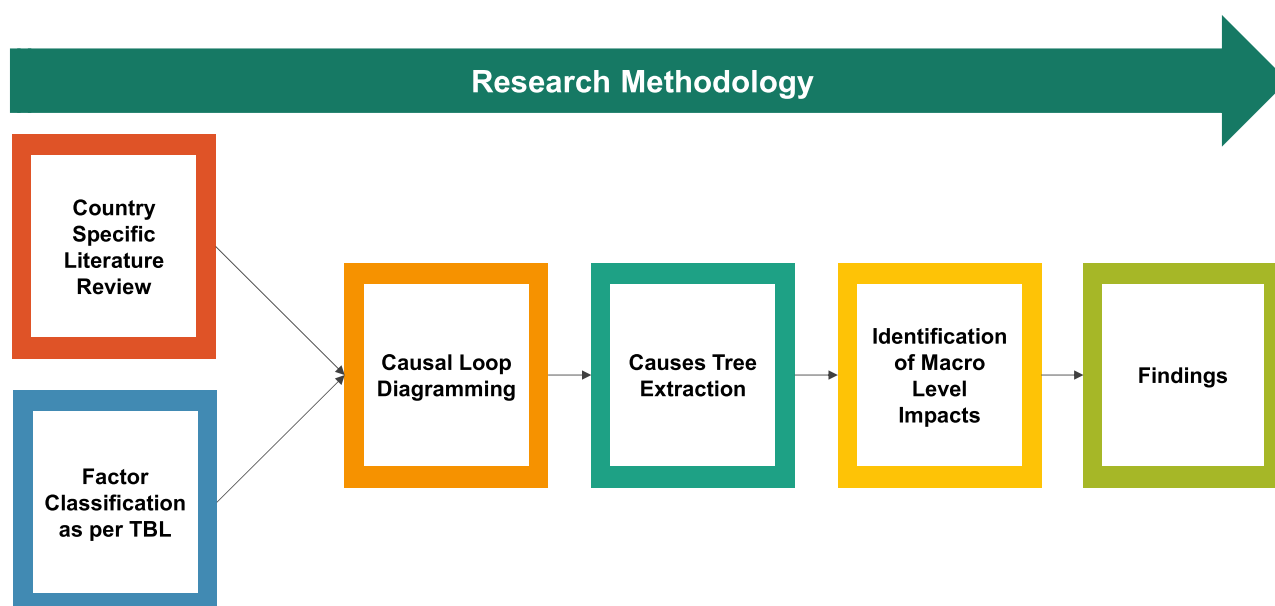 Research Methodology
Country
Specific
Literature
Review
Factor
Classification
as per TBL
Causal Loop
Diagramming
Causes Tree
Extraction
Identification
of Macro
Level
Impacts
Findings